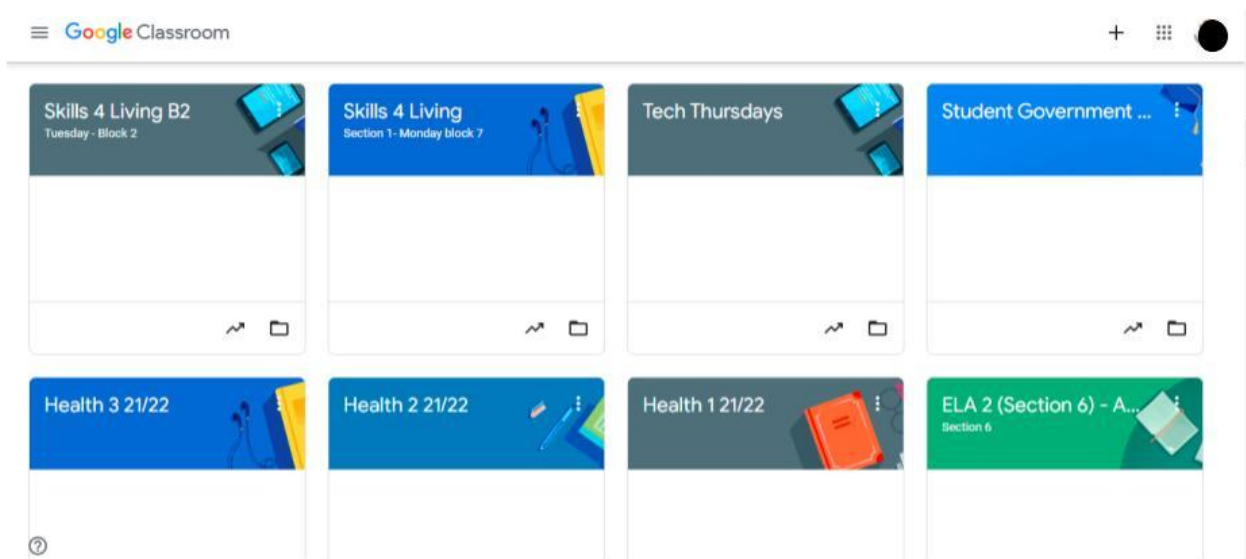 Google Classroom
Skills 4 Living B2
Tuesday - Block 2
Skills 4 Living
Section 1- Monday block 7
Tech Thursdays
Student Government ...
Health 3 21/22
Health 2 21/22
Health 1 21/22
ELA 2 (Section 6) - A...
Section 6